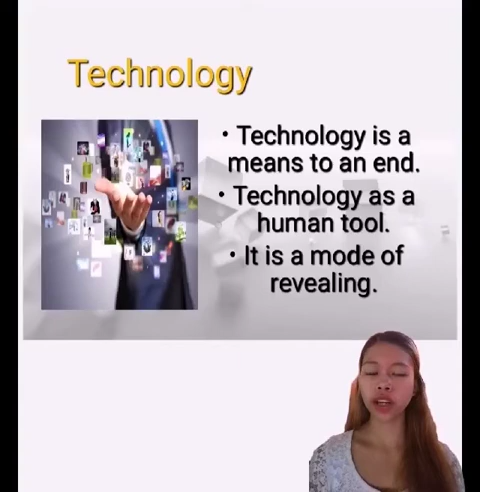 Technology
• Technology is a
means to an end.
• Technology as a
human tool.
• It is a mode of
revealing.